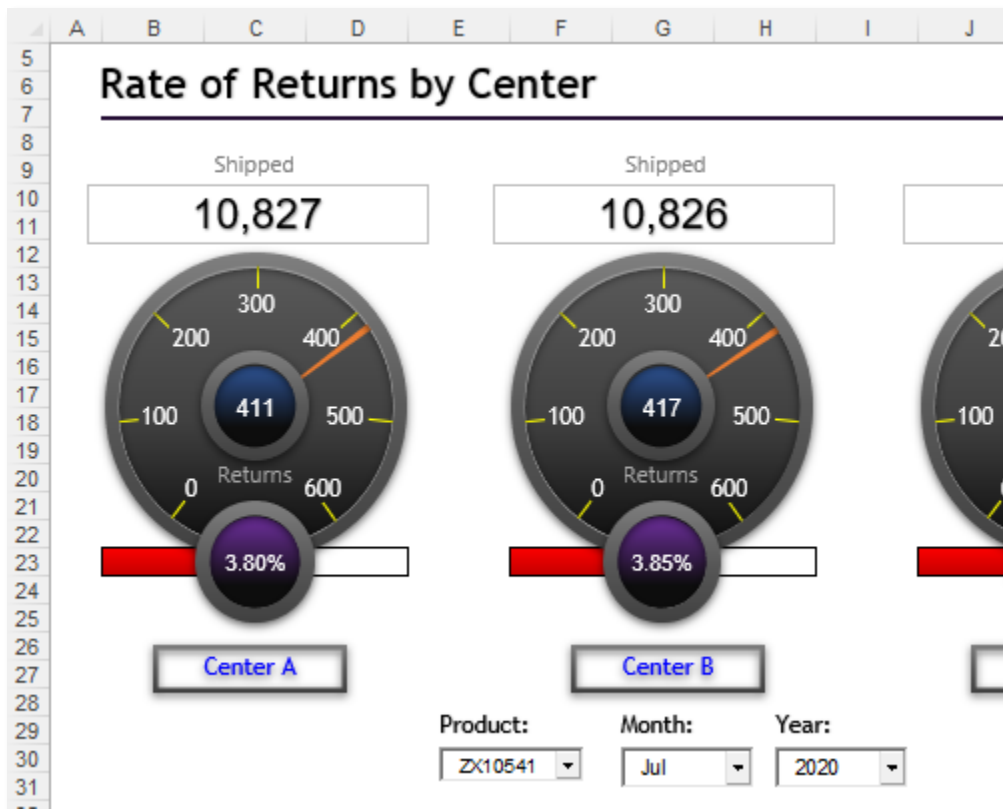 A B C D E F G H I J
5
6 Rate of Returns by Center
7
8
9 Shipped Shipped
10 10,827 10,826
11
12
13 300 300
14
15 200 400 200 400
16
17 411 417
18 100 500 100 500 100
19
20 Returns Returns
21 0 600 0 600
22
23 3.80% 3.85%
24
25
26
27 Center A Center B
28
29 Product: Month: Year:
30 ZX10541 Jul 2020
31